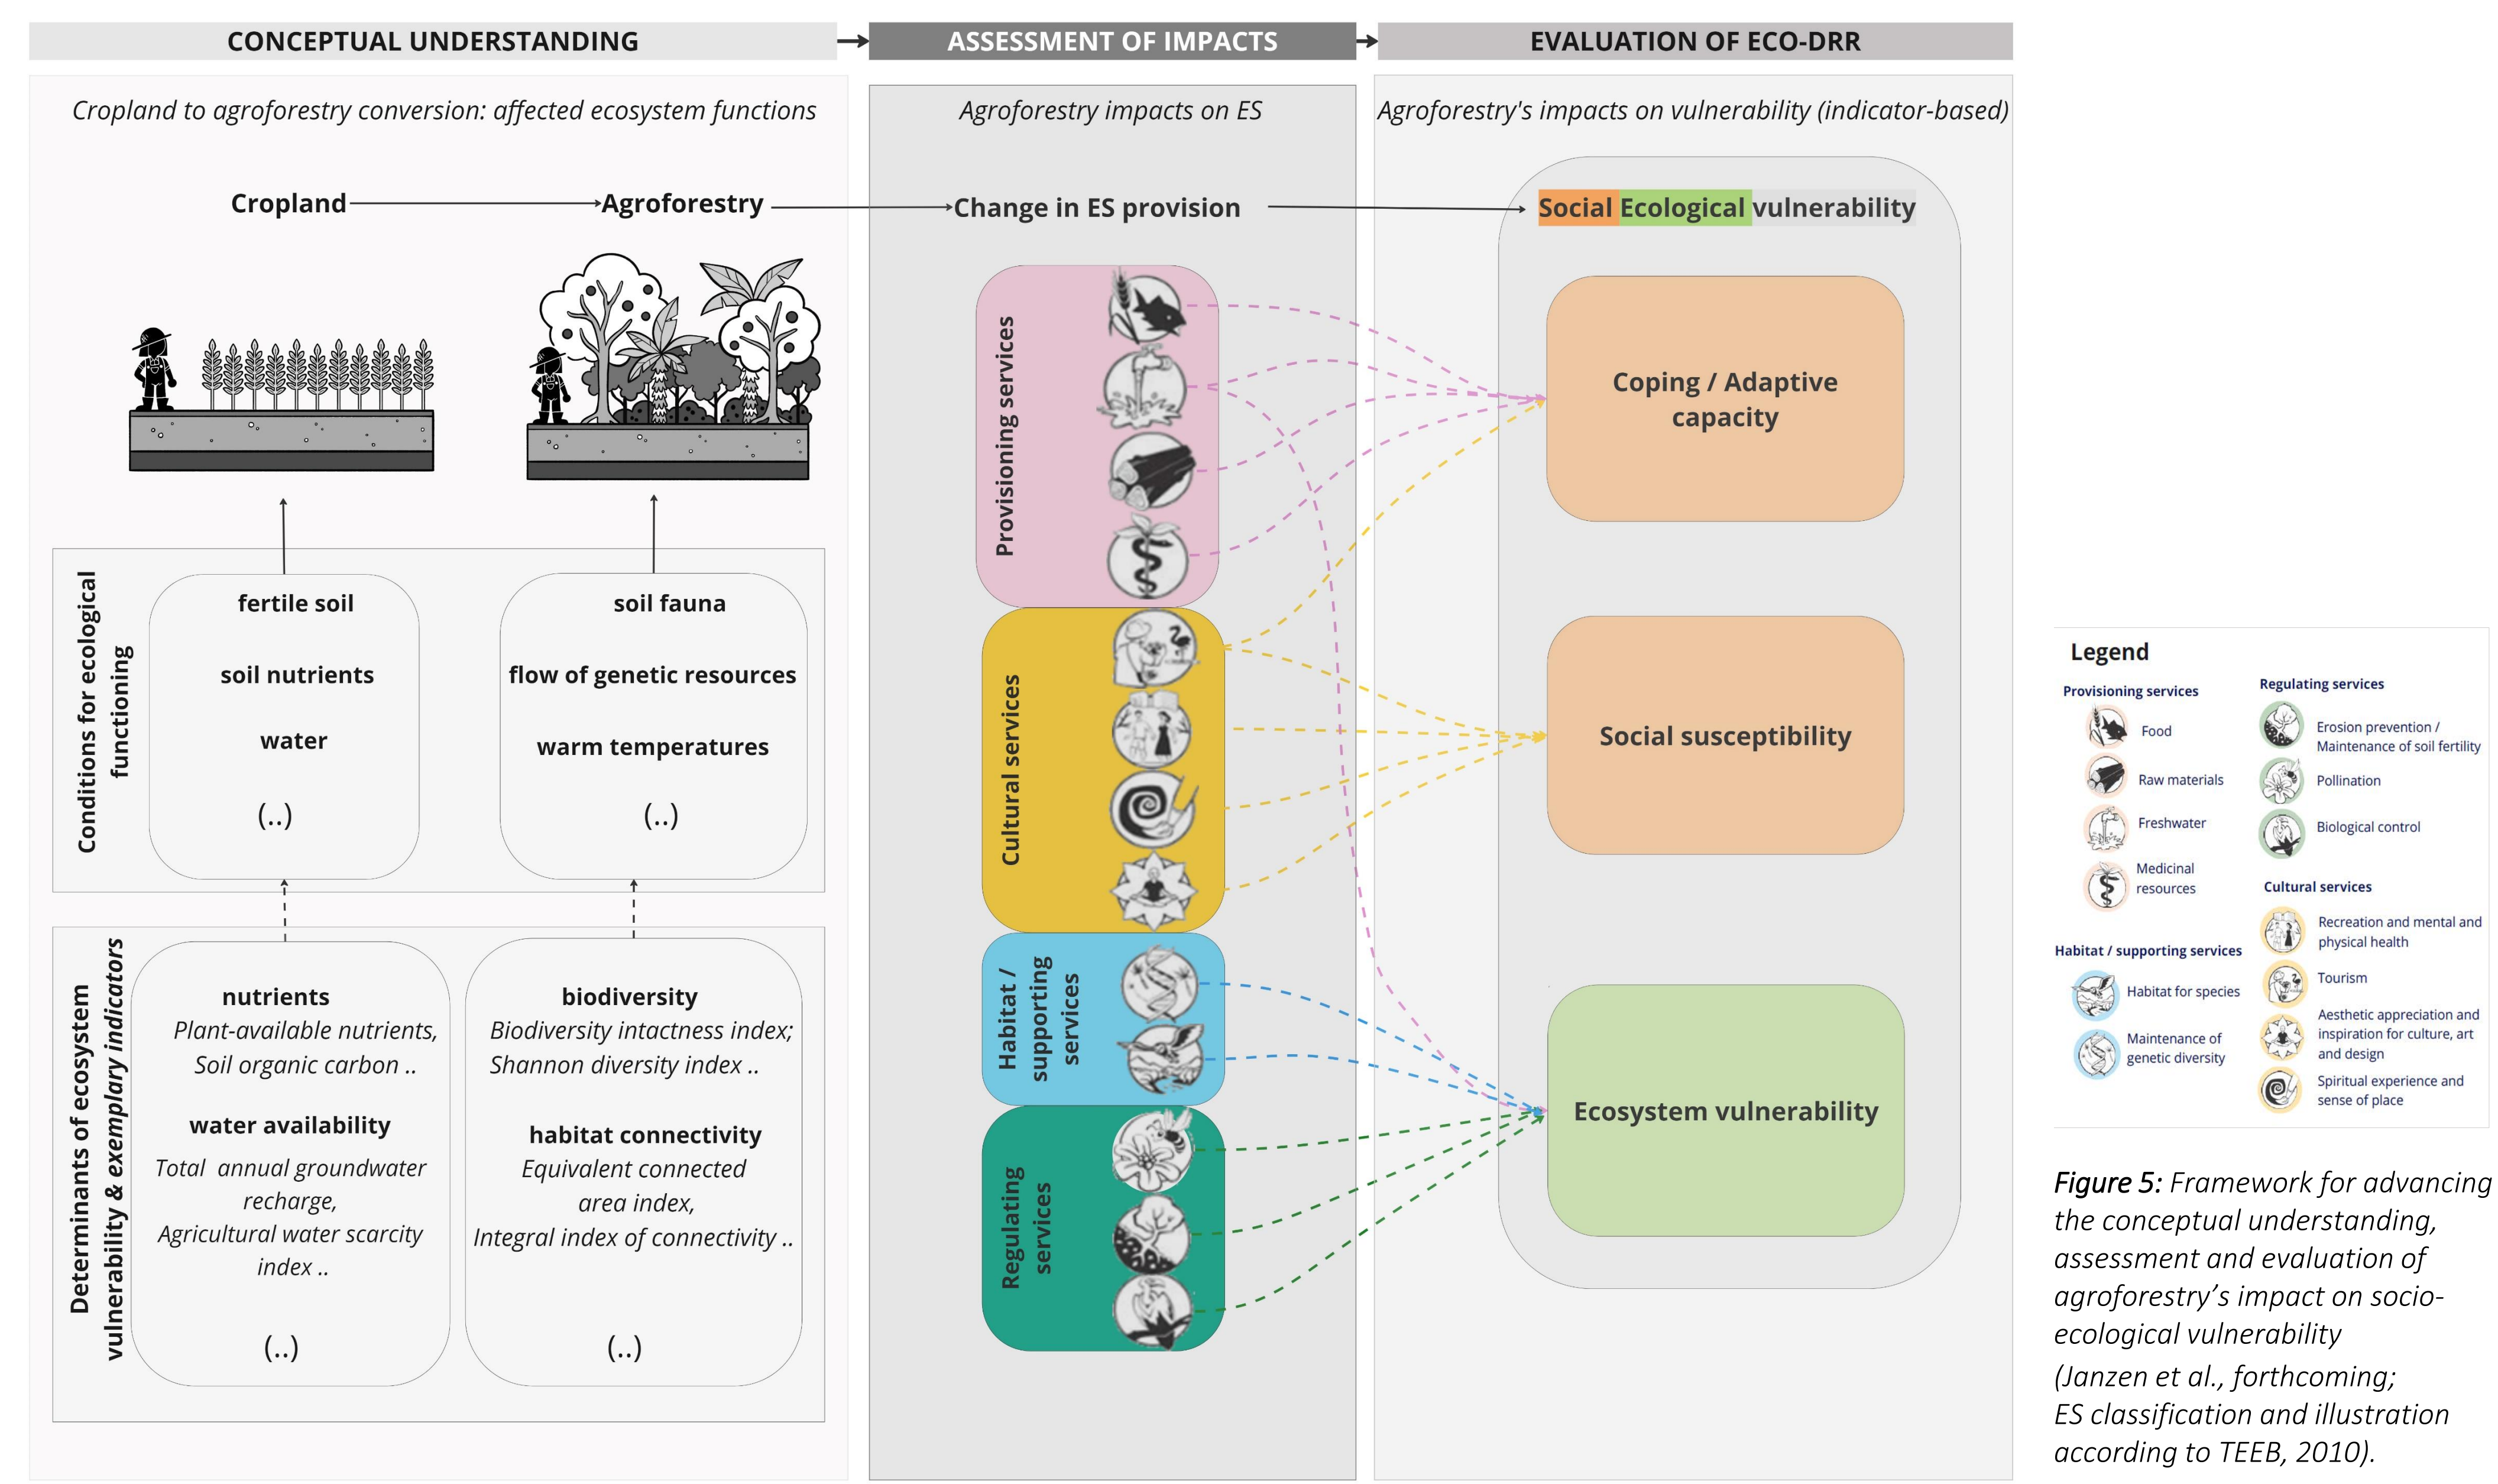 CONCEPTUAL UNDERSTANDING
ASSESSMENT OF IMPACTS
EVALUATION OF ECO-DRR
Cropland to agroforestry conversion: affected ecosystem functions
Agroforestry impacts on ES
Agroforestry's impacts on vulnerability (indicator-based)
Cropland
Agroforestry
Change in ES provision
Social Ecological vulnerability
Conditions for ecological
functioning
fertile soil
soil nutrients
water
(..)
soil fauna
flow of genetic resources
warm temperatures
(..)
Determinants of ecosystem
vulnerability & exemplary indicators
nutrients
Plant-available nutrients,
Soil organic carbon ..
water availability
Total annual groundwater
recharge,
Agricultural water scarcity
index ..
(..)
biodiversity
Biodiversity intactness index;
Shannon diversity index ..
habitat connectivity
Equivalent connected
area index,
Integral index of connectivity ..
(..)
Provisioning services
Cultural services
Habitat /
supporting
services
Regulating
services
Coping / Adaptive
capacity
Social susceptibility
Ecosystem vulnerability
Legend
Provisioning services
Food
Raw materials
Freshwater
Medicinal
resources
Habitat / supporting services
Habitat for species
Maintenance of
genetic diversity
Regulating services
Erosion prevention /
Maintenance of soil fertility
Pollination
Biological control
Cultural services
Recreation and mental and
physical health
Tourism
Aesthetic appreciation and
inspiration for culture, art
and design
Spiritual experience and
sense of place
Figure 5: Framework for advancing
the conceptual understanding,
assessment and evaluation of
agroforestry’s impact on socio-
ecological vulnerability
(Janzen et al., forthcoming;
ES classification and illustration
according to TEEB, 2010).